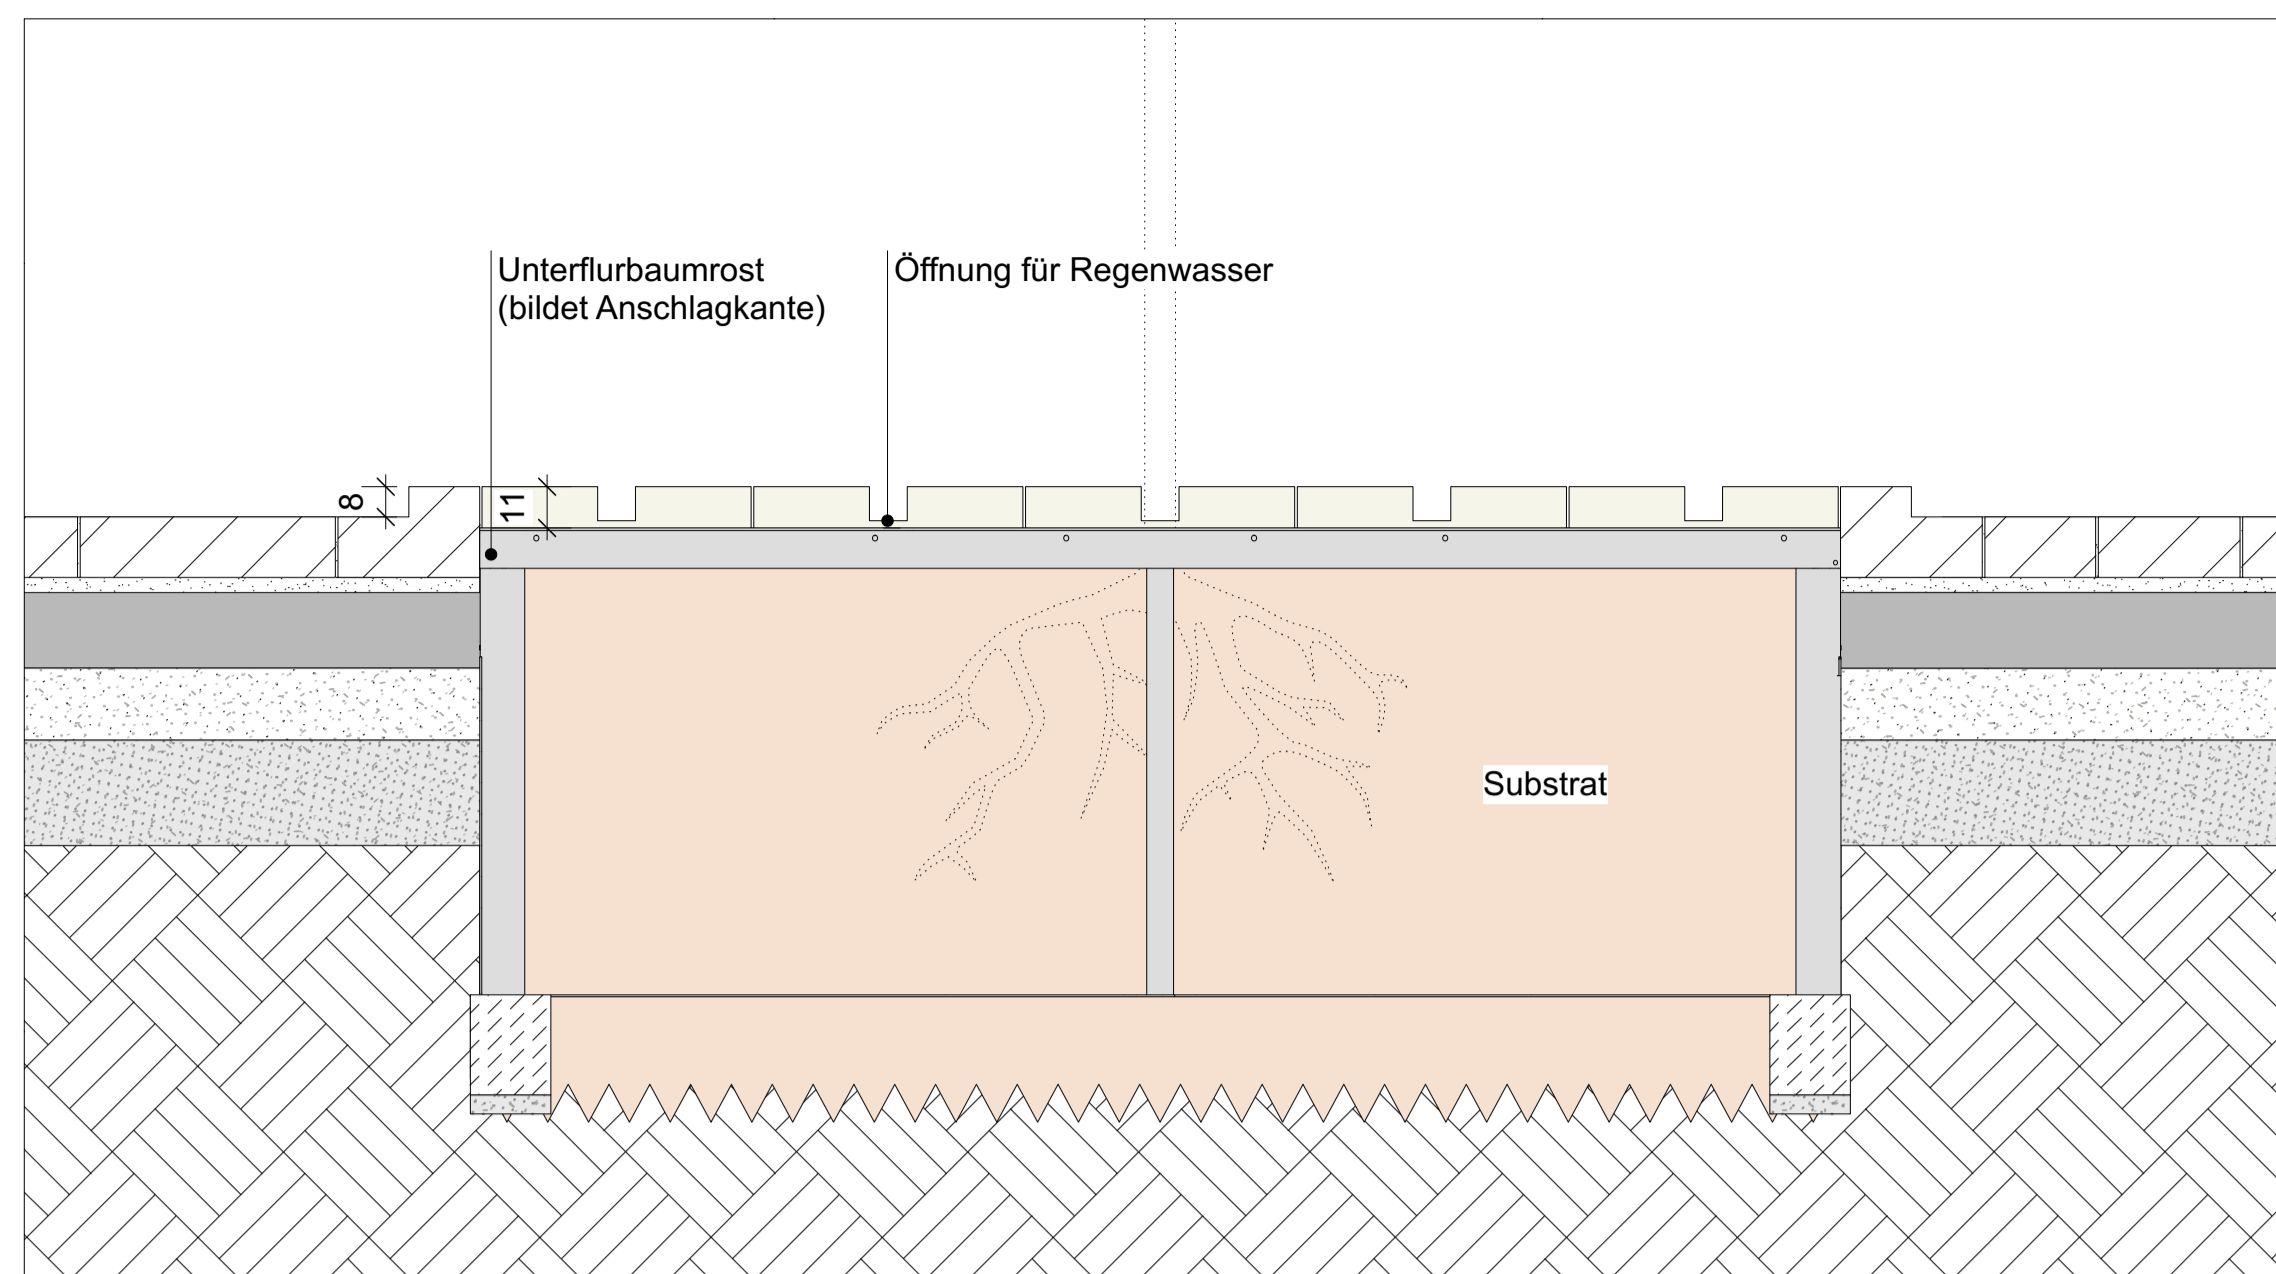 Unterflurbaumrost
(bildet Anschlagkante)
Öffnung für Regenwasser
8
11
Substrat